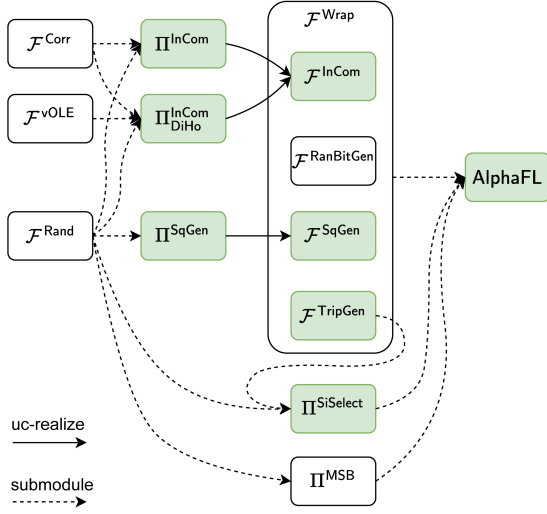 𝓕^Wrap
𝓕^Corr
Π^InCom
𝓕^InCom
𝓕^vOLE
Π^InCom_DiHo
𝓕^RanBitGen
AlphaFL
𝓕^Rand
Π^SqGen
𝓕^SqGen
𝓕^TripGen
Π^SiSelect
uc-realize
Π^MSB
submodule